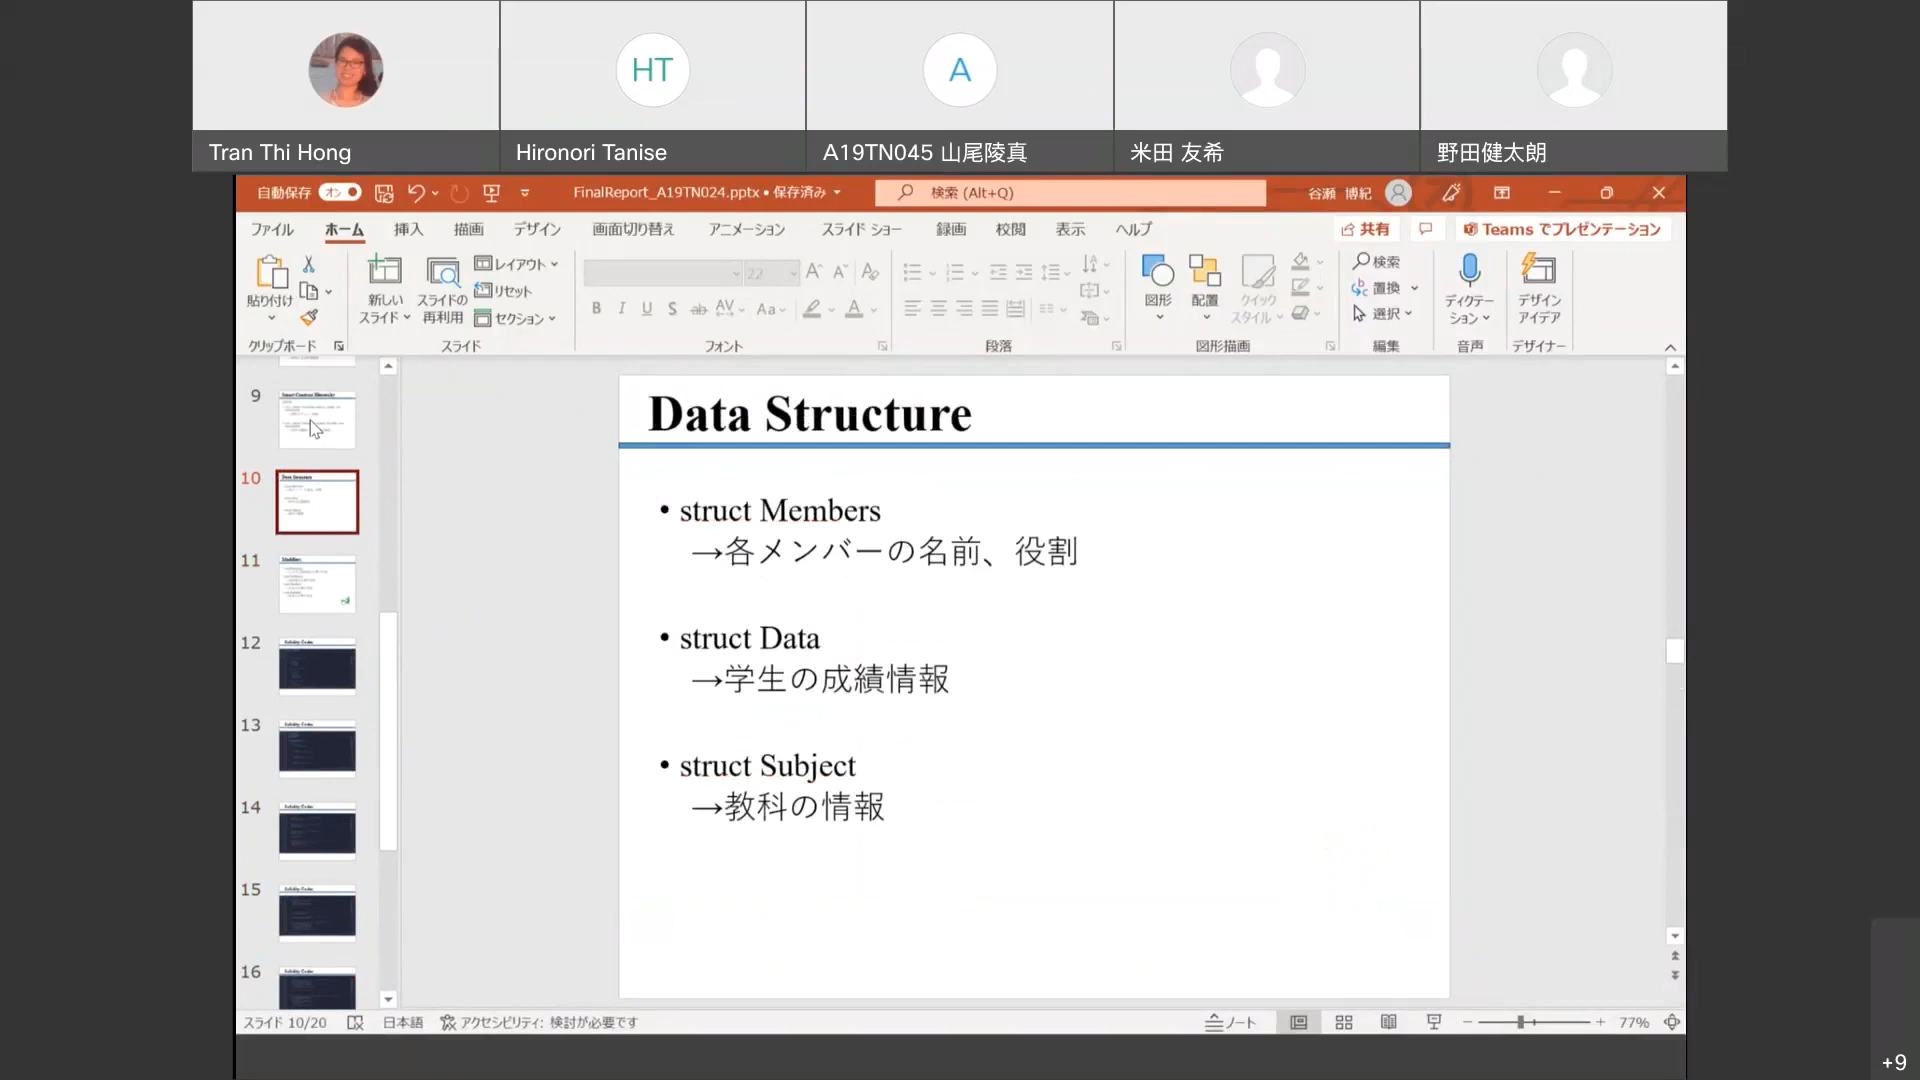 Tran Thi Hong
HT
Hironori Tanise
A
A19TN045 山尾陵真
米田 友希
野田健太朗
自動保存 オン
FinalReport_A19TN024.pptx • 保存済み
検索 (Alt+Q)
谷瀬 博紀
ファイル ホーム 挿入 描画 デザイン 画面切り替え アニメーション スライド ショー 録画 校閲 表示 ヘルプ
共有
Teams でプレゼンテーション
貼り付け
クリップボード
新しい
スライド
スライドの
再利用
レイアウト
リセット
セクション
スライド
22
フォント
段落
図形
配置
クイック
スタイル
図形描画
検索
置換
選択
編集
ディクテー
ション
音声
デザイン
アイデア
デザイナー
9
10
11
12
13
14
15
16
Data Structure
• struct Members
→各メンバーの名前、役割
• struct Data
→学生の成績情報
• struct Subject
→教科の情報
スライド 10/20
日本語
アクセシビリティ: 検討が必要です
ノート
77%
+9